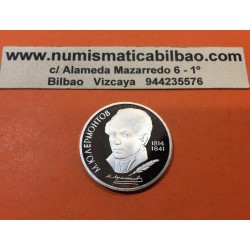 www.numismaticabilbao.com
c/ Alameda Mazarredo 6 - 1º
Bilbao Vizcaya 944235576
М.Ю.ЛЕРМОНТОВ
1814
1841